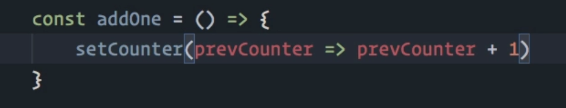 const addOne = () => {
    setCounter(prevCounter => prevCounter + 1)
}